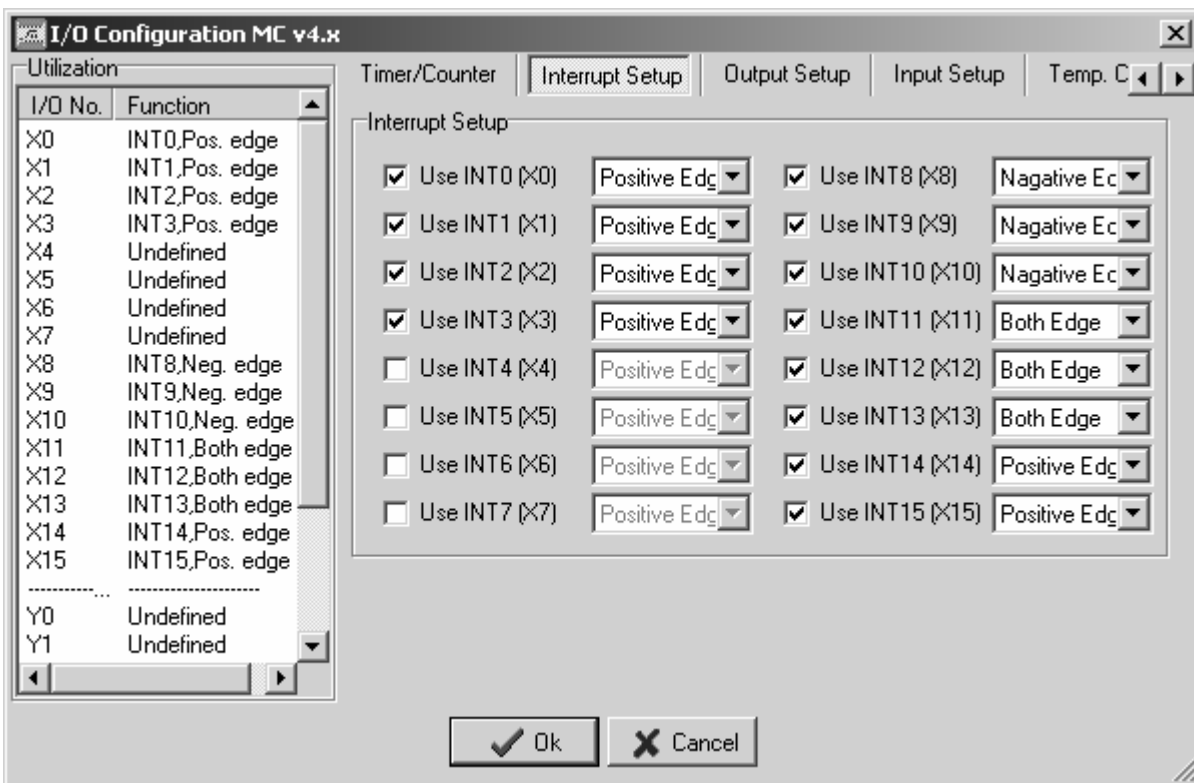 I/O Configuration MC v4.x
Utilization
I/O No. Function
X0 INT0,Pos. edge
X1 INT1,Pos. edge
X2 INT2,Pos. edge
X3 INT3,Pos. edge
X4 Undefined
X5 Undefined
X6 Undefined
X7 Undefined
X8 INT8,Neg. edge
X9 INT9,Neg. edge
X10 INT10,Neg. edge
X11 INT11,Both edge
X12 INT12,Both edge
X13 INT13,Both edge
X14 INT14,Pos. edge
X15 INT15,Pos. edge
-----------... ----------------------
Y0 Undefined
Y1 Undefined
Timer/Counter Interrupt Setup Output Setup Input Setup Temp. C
Interrupt Setup
Use INT0 (X0) Positive Edg Use INT8 (X8) Nagative Ec
Use INT1 (X1) Positive Edg Use INT9 (X9) Nagative Ec
Use INT2 (X2) Positive Edg Use INT10 (X10) Nagative Ec
Use INT3 (X3) Positive Edg Use INT11 (X11) Both Edge
Use INT4 (X4) Positive Edg Use INT12 (X12) Both Edge
Use INT5 (X5) Positive Edg Use INT13 (X13) Both Edge
Use INT6 (X6) Positive Edg Use INT14 (X14) Positive Edg
Use INT7 (X7) Positive Edg Use INT15 (X15) Positive Edg
Ok Cancel